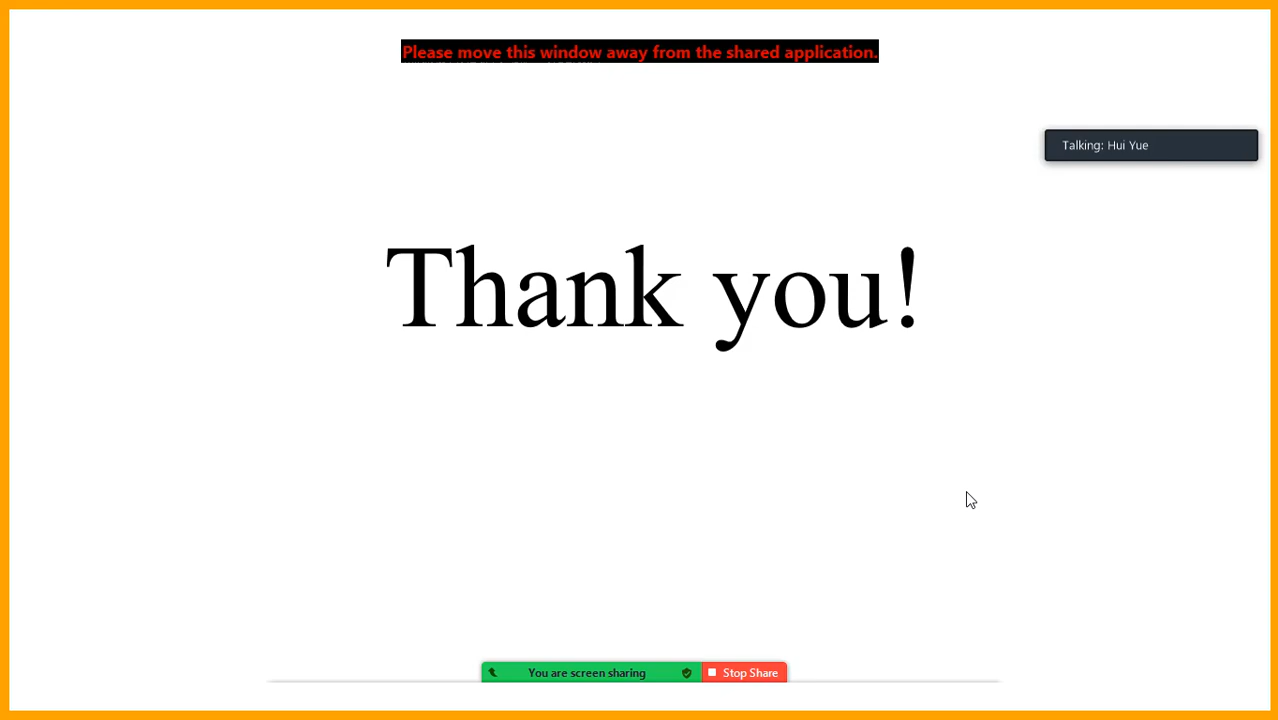 Please move this window away from the shared application.
Talking: Hui Yue
Thank you!
You are screen sharing
Stop Share